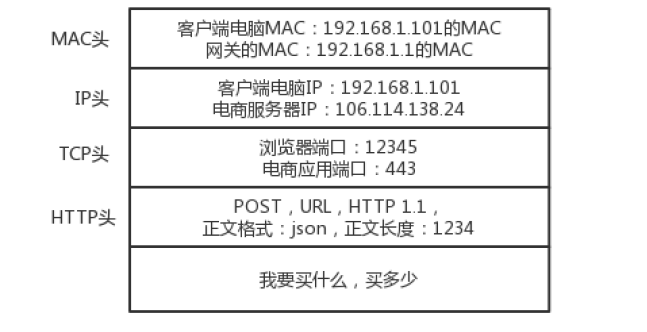 MAC头
客户端电脑MAC：192.168.1.101的MAC
网关的MAC：192.168.1.1的MAC
IP头
客户端电脑IP：192.168.1.101
电商服务器IP：106.114.138.24
TCP头
浏览器端口：12345
电商应用端口：443
HTTP头
POST，URL，HTTP 1.1，
正文格式：json，正文长度：1234
我要买什么，买多少